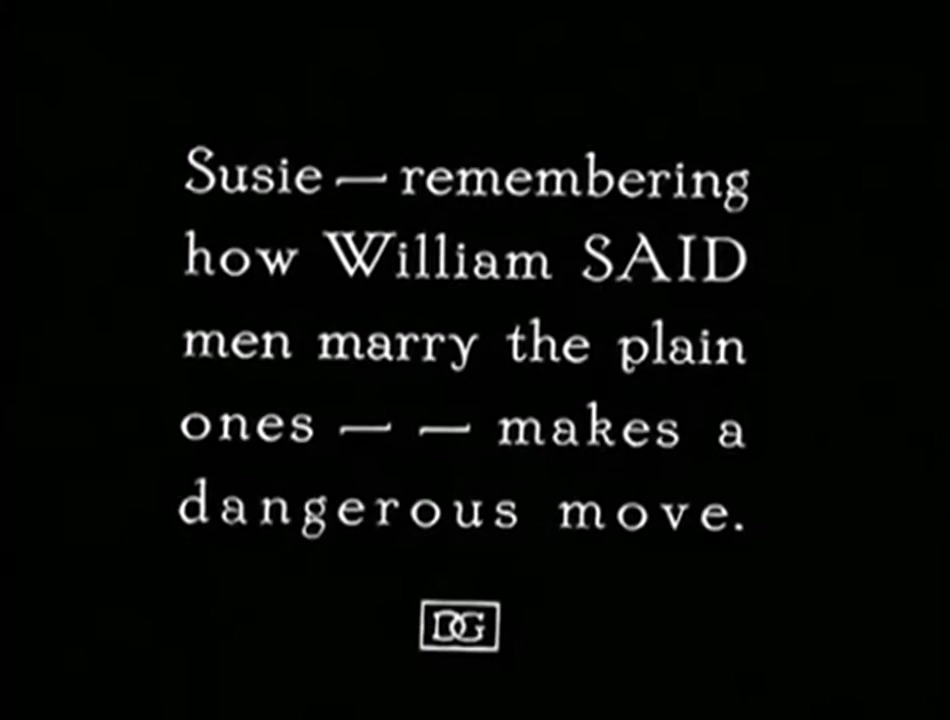 Susie — remembering
how William SAID
men marry the plain
ones — — makes a
dangerous move.
DG